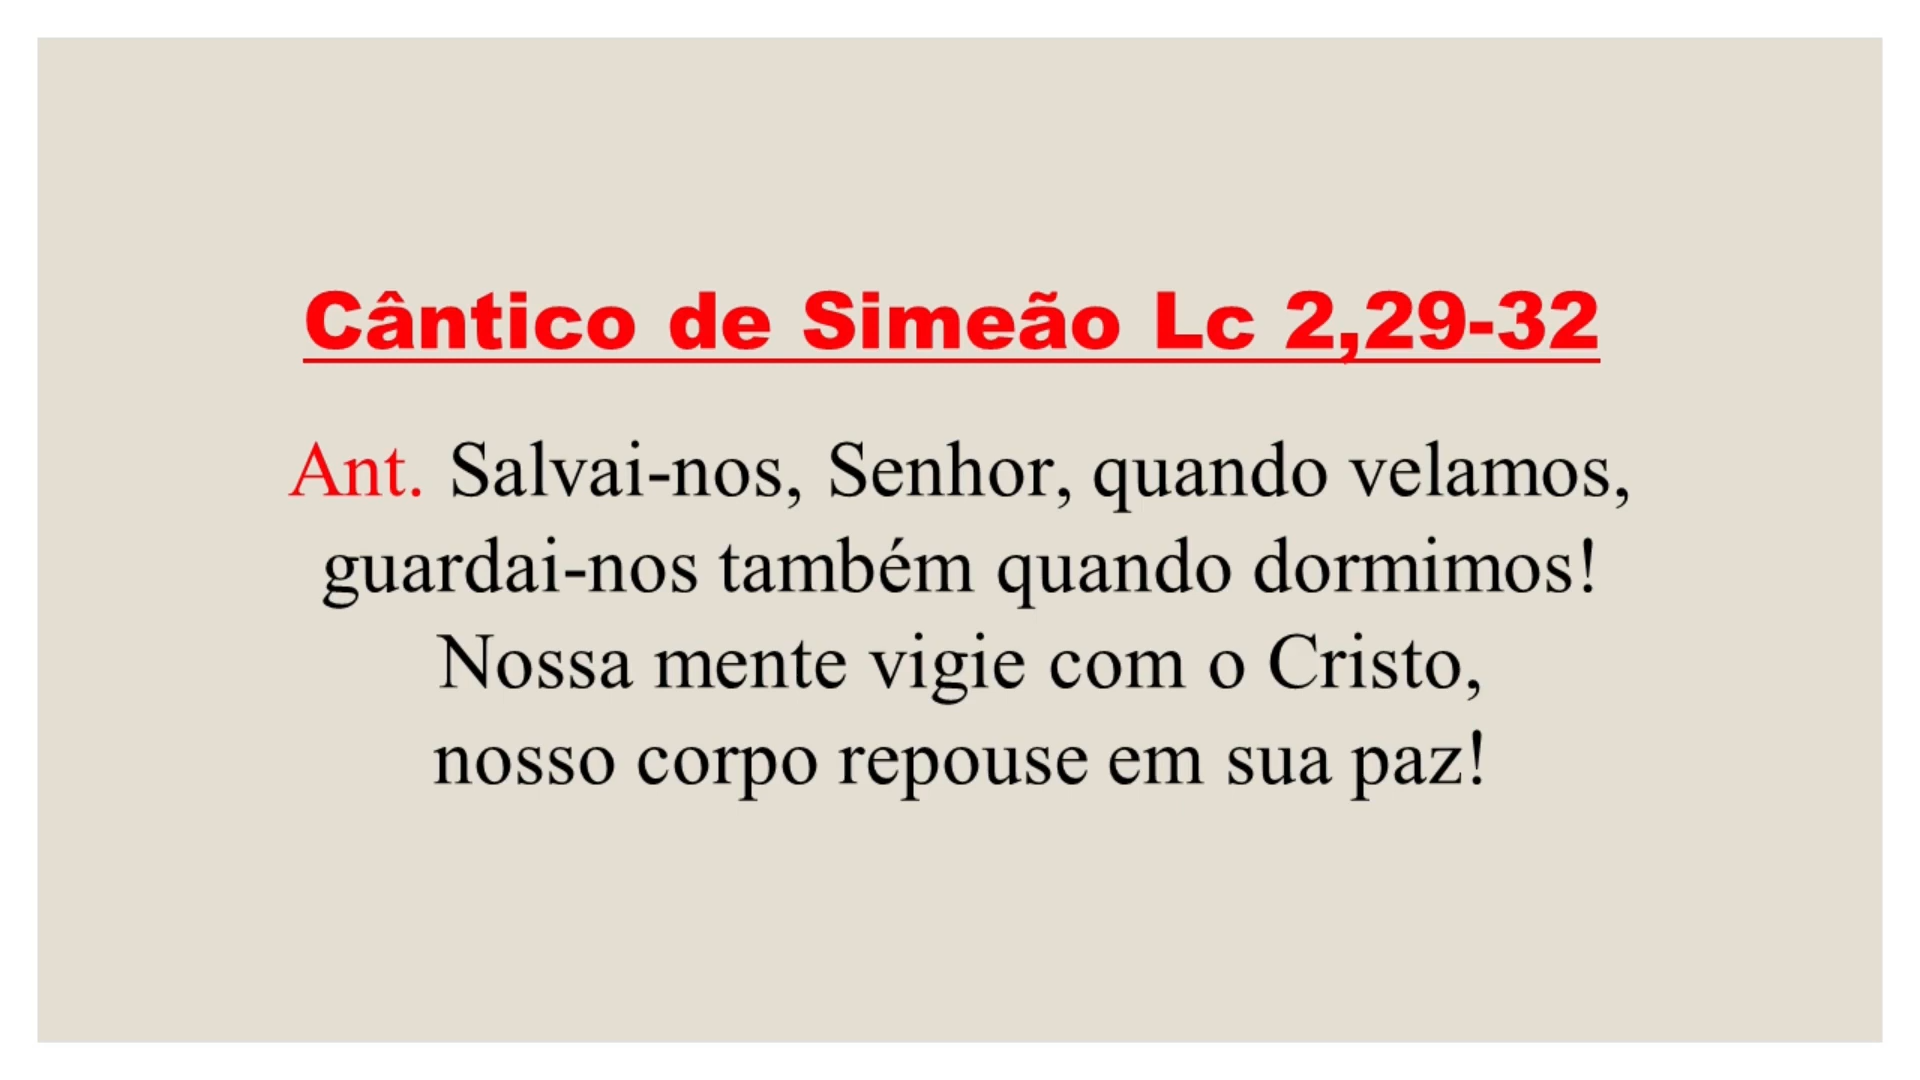 Cântico de Simeão Lc 2,29-32
Ant. Salvai-nos, Senhor, quando velamos,
guardai-nos também quando dormimos!
Nossa mente vigie com o Cristo,
nosso corpo repouse em sua paz!